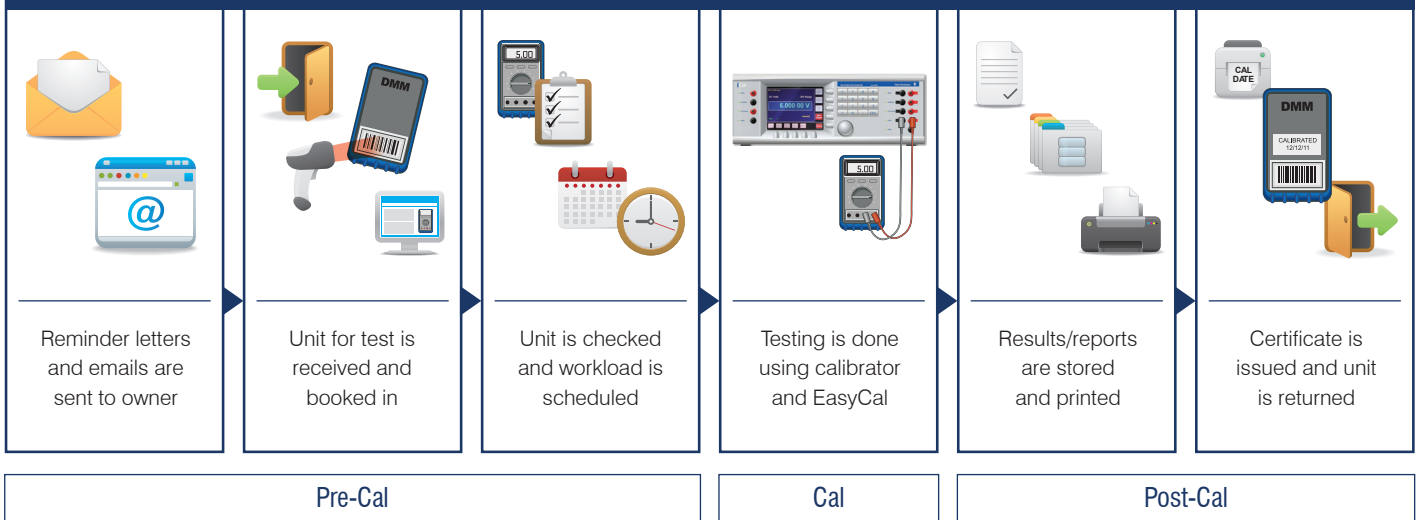 @
DMM
5.00
6.000 00 V
5.00
CAL
DATE
DMM
CALIBRATED
12/12/11
Reminder letters
and emails are
sent to owner
Unit for test is
received and
booked in
Unit is checked
and workload is
scheduled
Testing is done
using calibrator
and EasyCal
Results/reports
are stored
and printed
Certificate is
issued and unit
is returned
Pre-Cal
Cal
Post-Cal